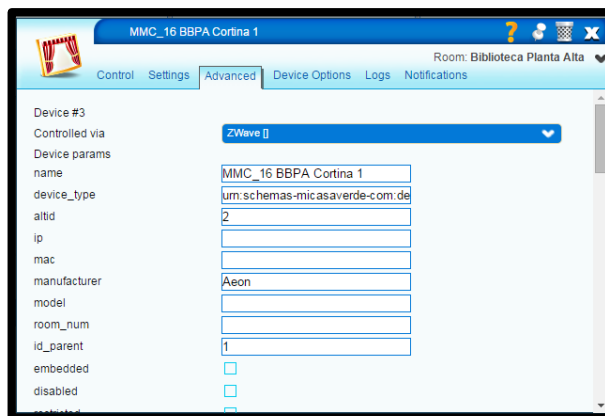 MMC_16 BBPA Cortina 1
Room: Biblioteca Planta Alta
Control Settings Advanced Device Options Logs Notifications
Device #3
Controlled via ZWave []
Device params
name MMC_16 BBPA Cortina 1
device_type urn:schemas-micasaverde-com:de
altid 2
ip
mac
manufacturer Aeon
model
room_num
id_parent 1
embedded
disabled